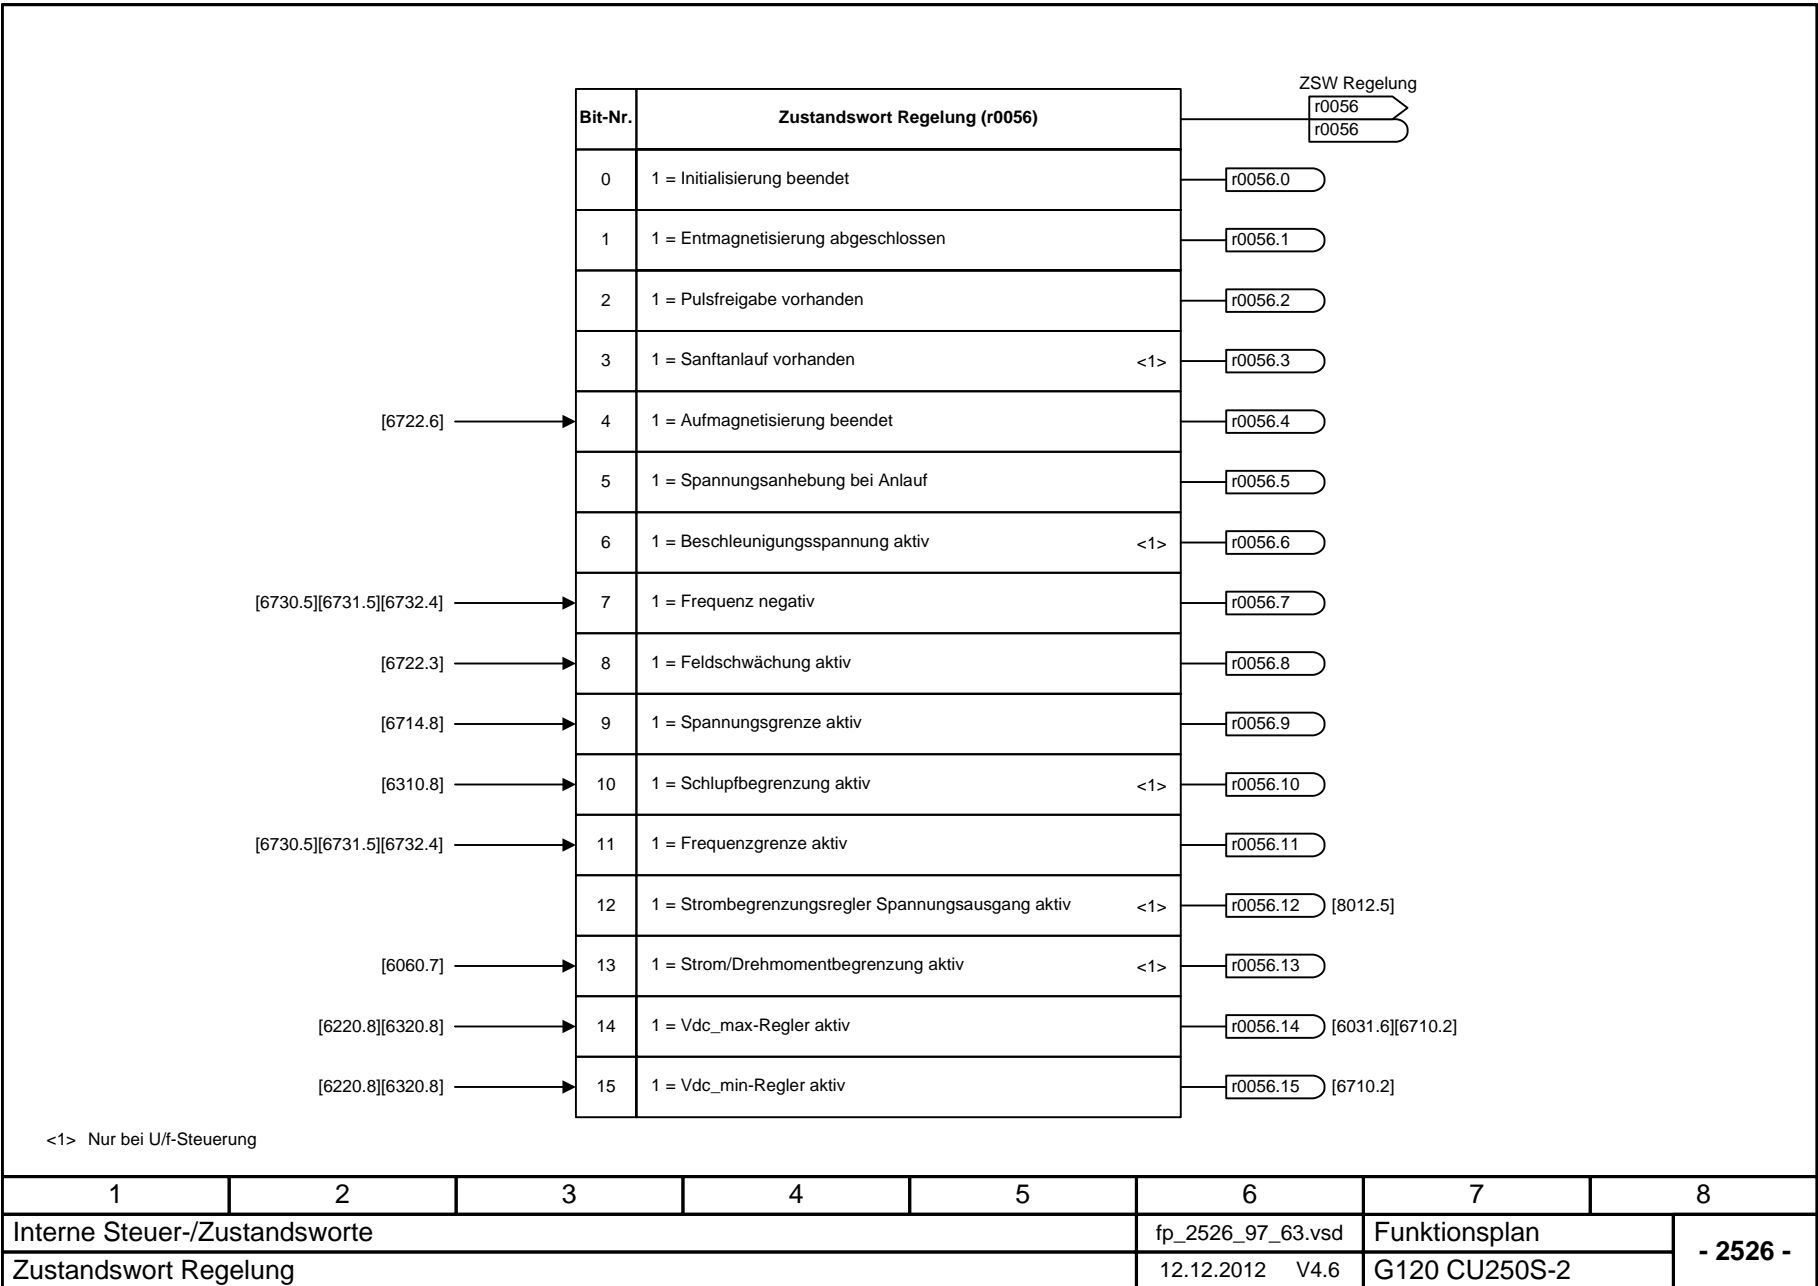 ZSW Regelung
Bit-Nr. Zustandswort Regelung (r0056) r0056
r0056
0 1 = Initialisierung beendet r0056.0
1 1 = Entmagnetisierung abgeschlossen r0056.1
2 1 = Pulsfreigabe vorhanden r0056.2
3 1 = Sanftanlauf vorhanden <1> r0056.3
[6722.6] 4 1 = Aufmagnetisierung beendet r0056.4
5 1 = Spannungsanhebung bei Anlauf r0056.5
6 1 = Beschleunigungsspannung aktiv <1> r0056.6
[6730.5][6731.5][6732.4] 7 1 = Frequenz negativ r0056.7
[6722.3] 8 1 = Feldschwächung aktiv r0056.8
[6714.8] 9 1 = Spannungsgrenze aktiv r0056.9
[6310.8] 10 1 = Schlupfbegrenzung aktiv <1> r0056.10
[6730.5][6731.5][6732.4] 11 1 = Frequenzgrenze aktiv r0056.11
12 1 = Strombegrenzungsregler Spannungsausgang aktiv <1> r0056.12 [8012.5]
[6060.7] 13 1 = Strom/Drehmomentbegrenzung aktiv <1> r0056.13
[6220.8][6320.8] 14 1 = Vdc_max-Regler aktiv r0056.14 [6031.6][6710.2]
[6220.8][6320.8] 15 1 = Vdc_min-Regler aktiv r0056.15 [6710.2]
<1> Nur bei U/f-Steuerung
1 2 3 4 5 6 7 8
Interne Steuer-/Zustandsworte fp_2526_97_63.vsd Funktionsplan - 2526 -
Zustandswort Regelung 12.12.2012 V4.6 G120 CU250S-2